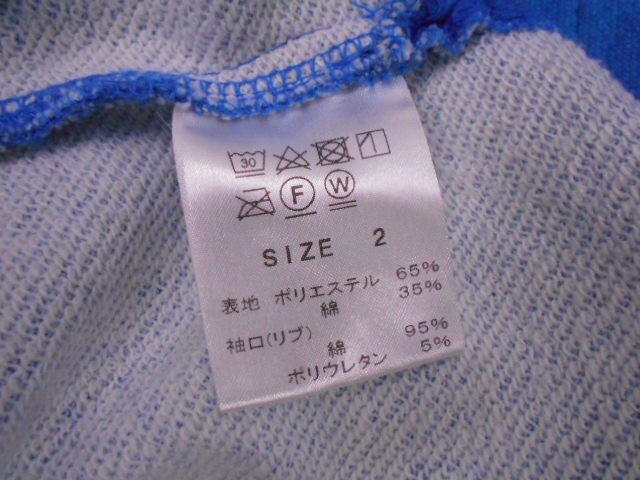 30
F W
SIZE 2
表地 ポリエステル 65%
綿 35%
袖口(リブ)
綿 95%
ポリウレタン 5%